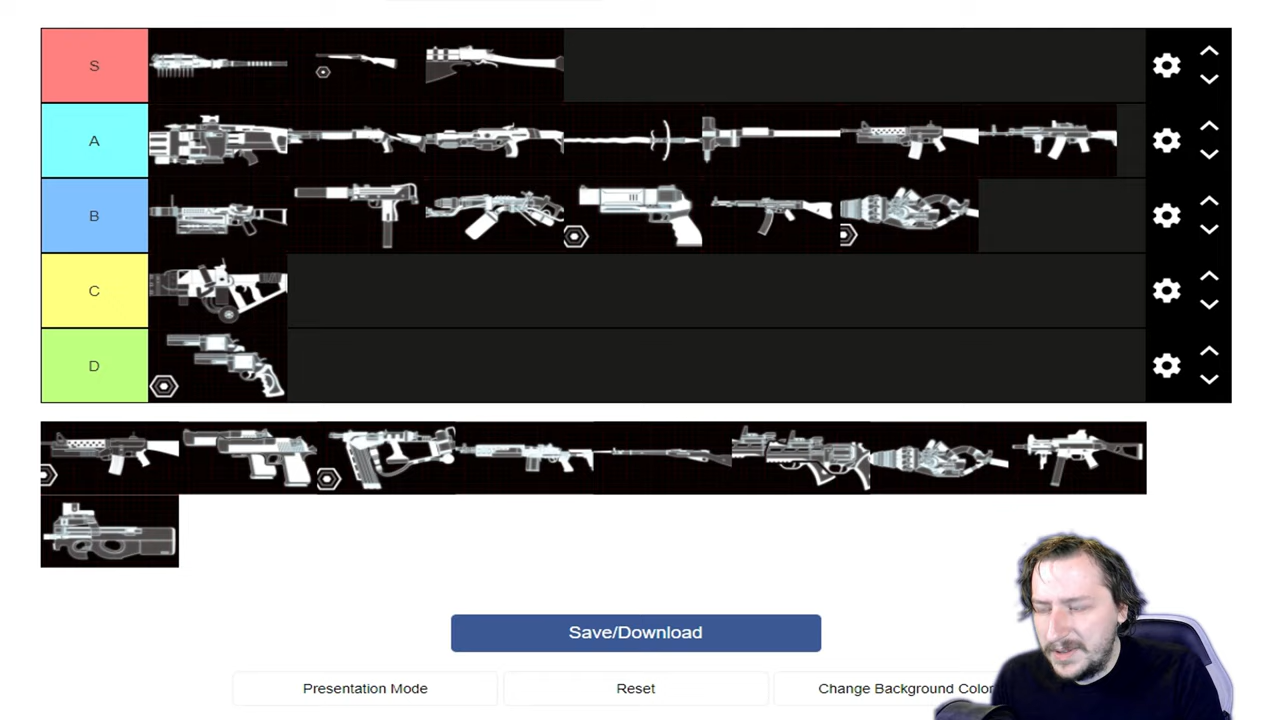 S
A
B
C
D
Save/Download
Presentation Mode
Reset
Change Background Color